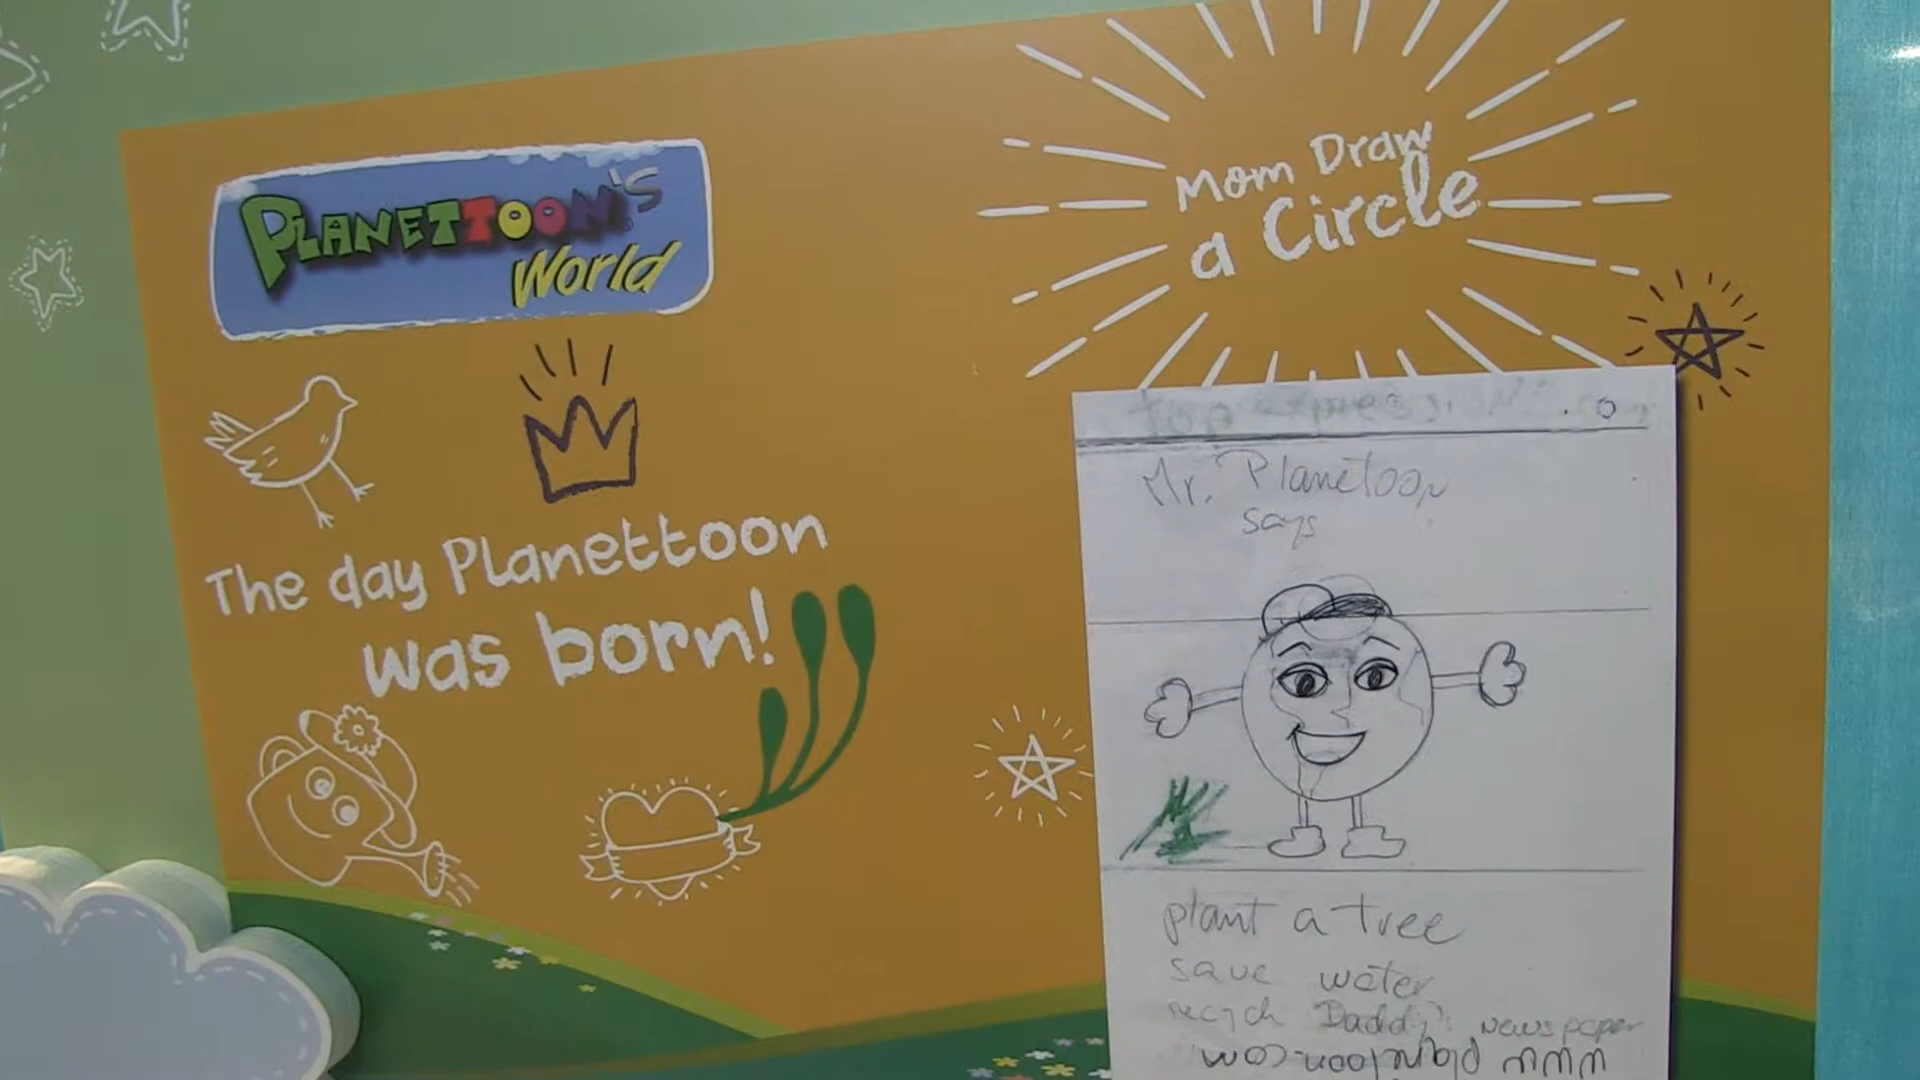 PLANETTOON'S
World
Mom Draw
a Circle
The day Planettoon
was born!
Mr. Planetoon
says
plant a tree
save water
Daddy's newspaper
www